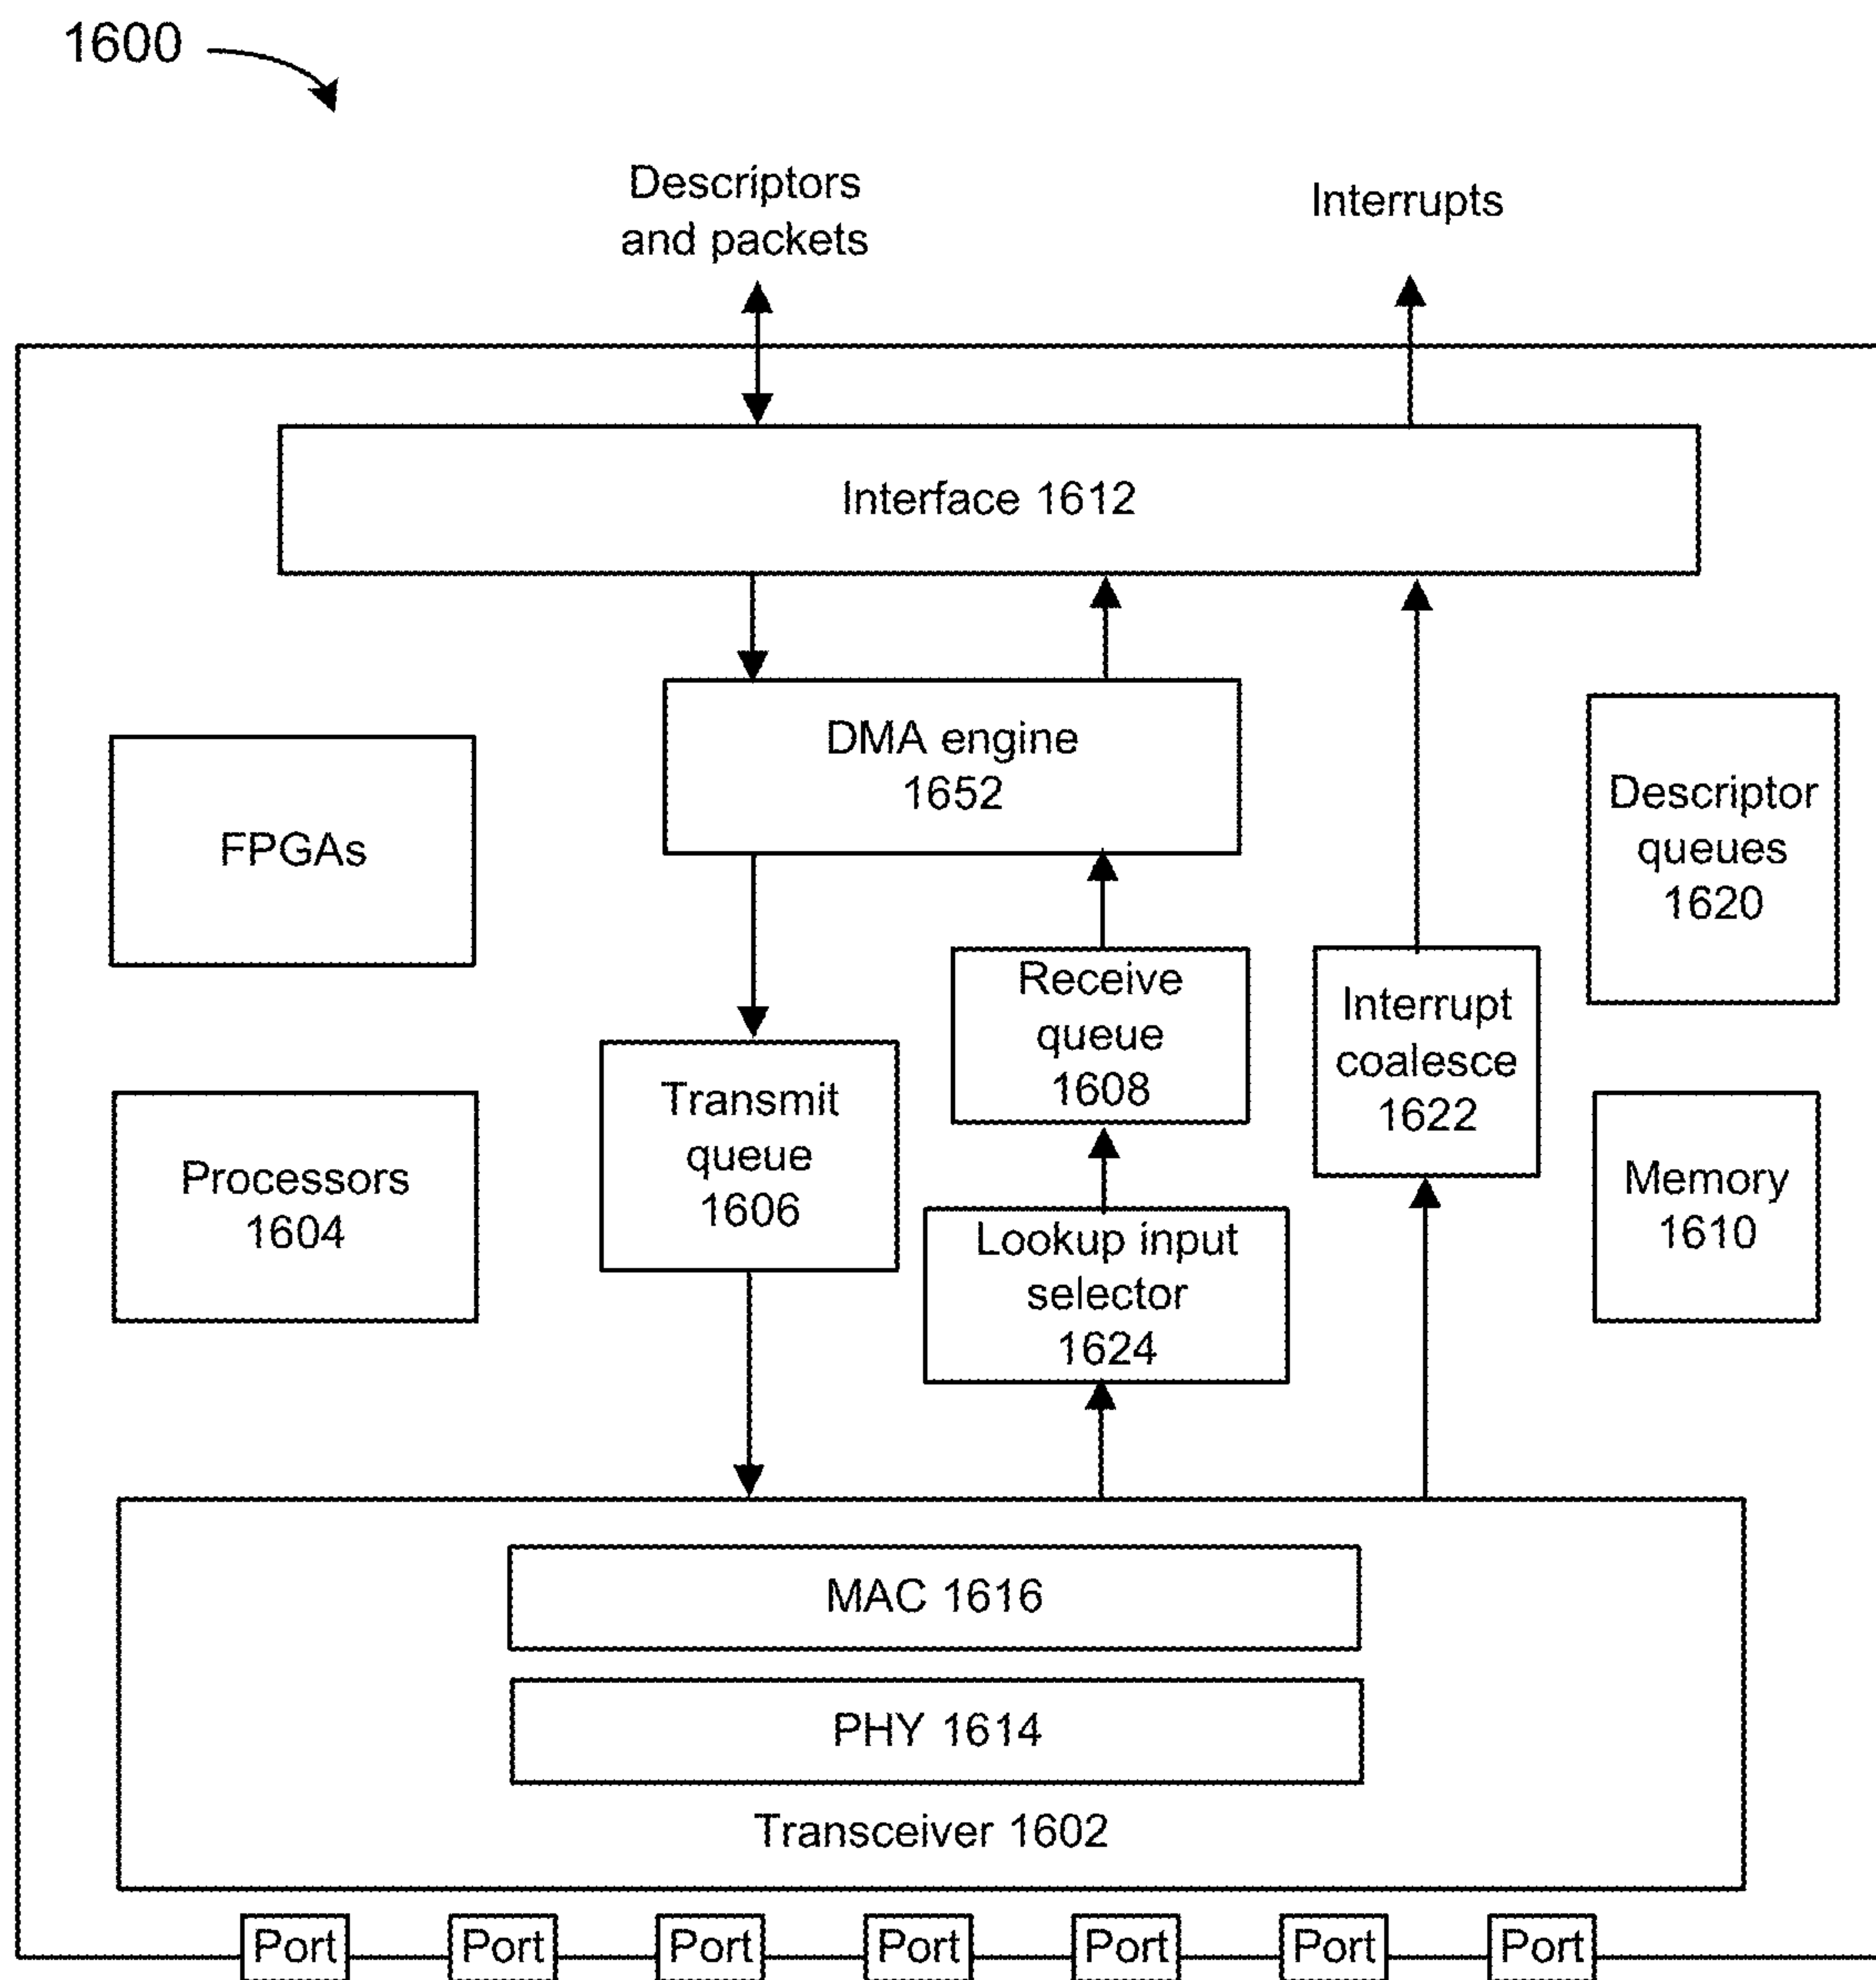 1600
Descriptors
and packets
Interrupts
Interface 1612
DMA engine
1652
FPGAs
Descriptor
queues
1620
Receive
queue
1608
Interrupt
coalesce
1622
Transmit
queue
1606
Processors
1604
Memory
1610
Lookup input
selector
1624
MAC 1616
PHY 1614
Transceiver 1602
Port
Port
Port
Port
Port
Port
Port